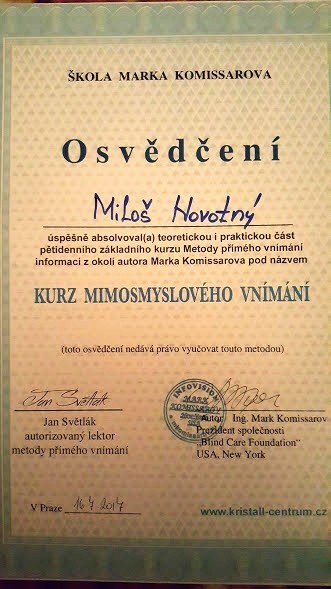 ŠKOLA MARKA KOMISSAROVA
Osvědčení
Miloš Novotný
úspěšně absolvoval(a) teoretickou i praktickou část
pětidenního základního kurzu Metody přímého vnímání
informací z okolí autora Marka Komissarova pod názvem
KURZ MIMOSMYSLOVÉHO VNÍMÁNÍ
(toto osvědčení nedává právo vyučovat touto metodou)
Jan Světlák
Jan Světlák
autorizovaný lektor
metody přímého vnímání
INFOVISION
MARK
KOMISSAROV
Autor Ing. Mark Komissarov
Prezident společnosti
„Blind Care Foundation"
USA, New York
V Praze 16 7 2017
www.kristall-centrum.cz